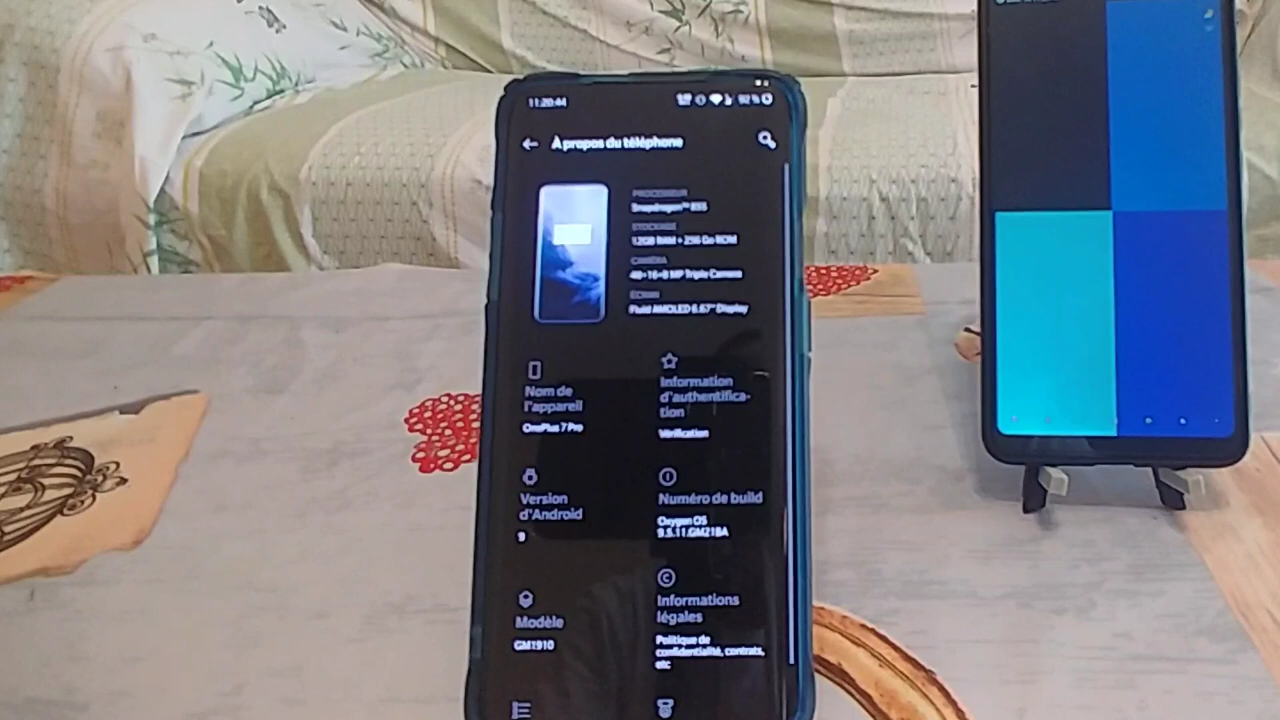 11:20:44
92 %
À propos du téléphone
PROCESSEUR
Snapdragon™ 855
STOCKAGE
12GB RAM + 256 Go ROM
CAMÉRA
48+16+8 MP Triple Camera
ÉCRAN
Fluid AMOLED 6.67" Display
Nom de
l'appareil
OnePlus 7 Pro
Information
d'authentifica-
tion
Vérification
Version
d'Android
9
Numéro de build
Oxygen OS
9.5.11.GM21BA
Modèle
GM1910
Informations
légales
Politique de
confidentialité, contrats,
etc